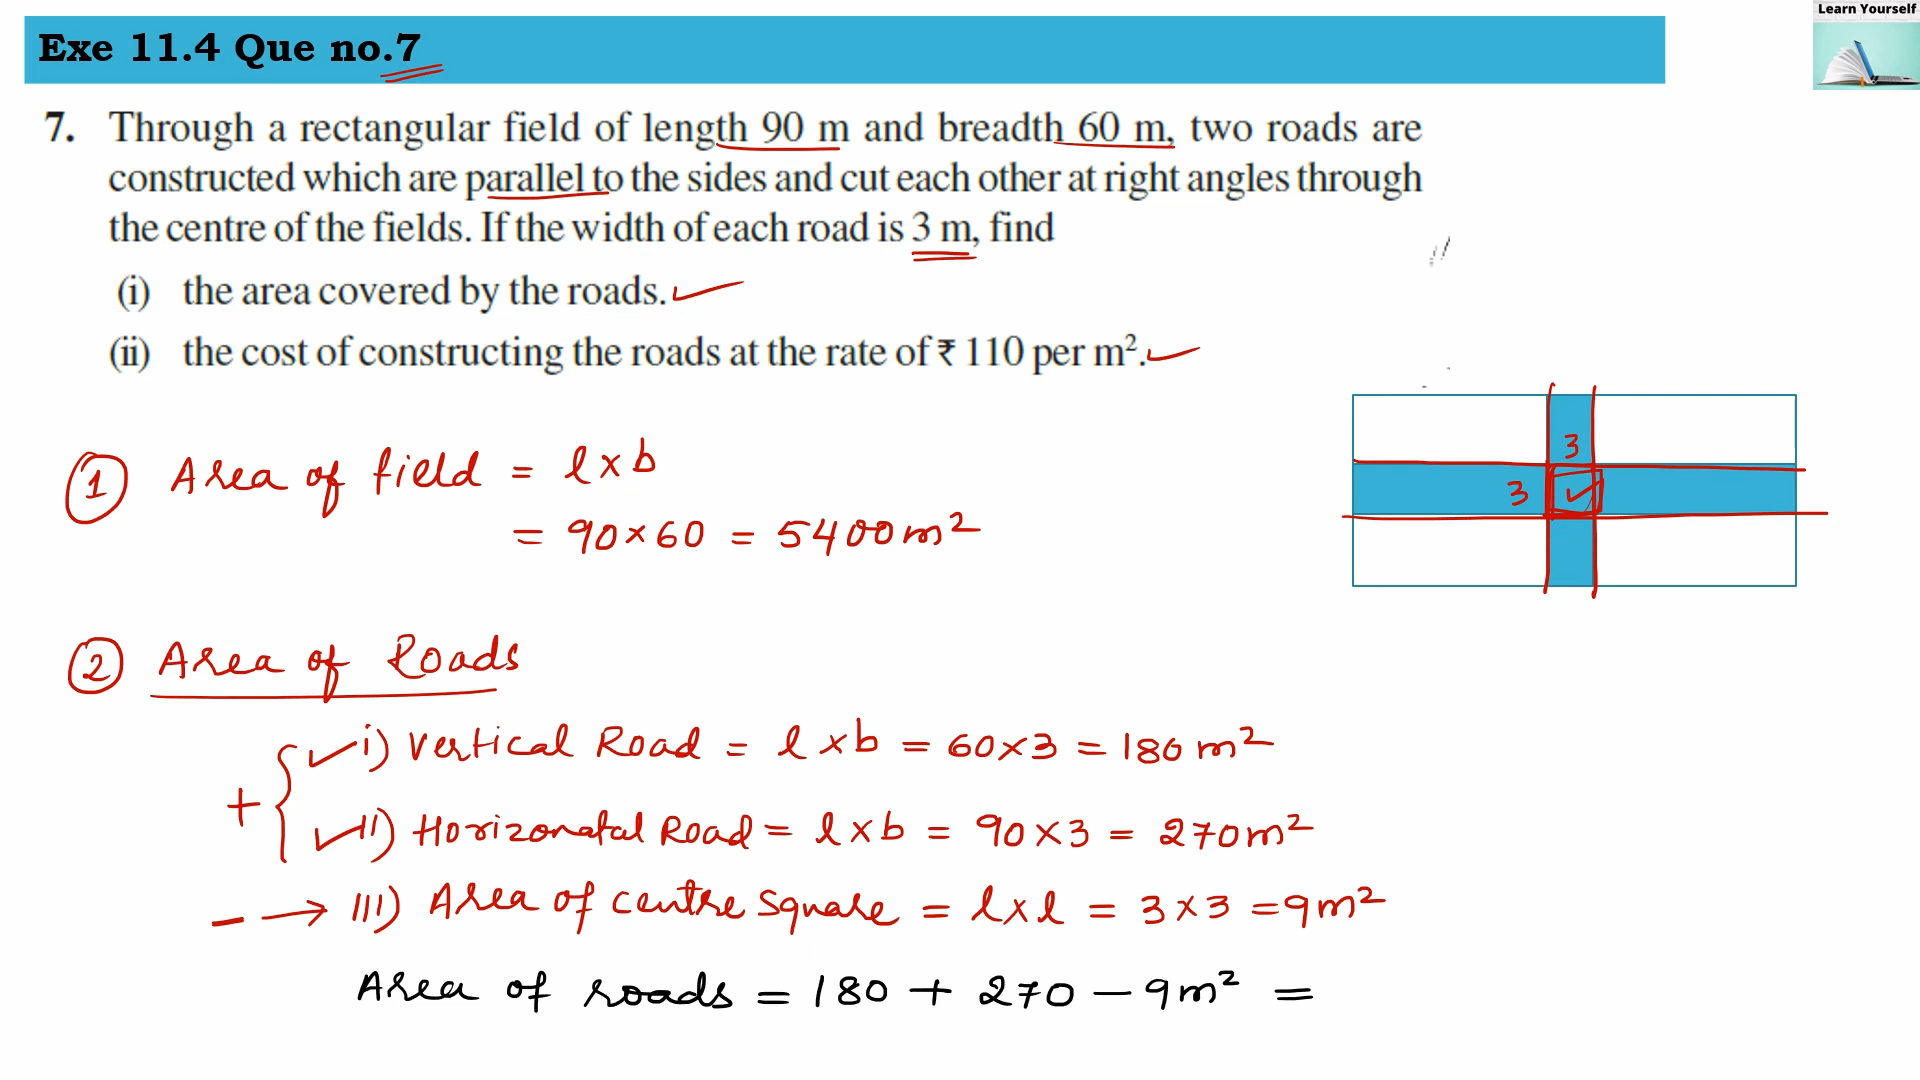 Learn Yourself
Exe 11.4 Que no.7
7. Through a rectangular field of length 90 m and breadth 60 m, two roads are
constructed which are parallel to the sides and cut each other at right angles through
the centre of the fields. If the width of each road is 3 m, find
(i) the area covered by the roads.
(ii) the cost of constructing the roads at the rate of ₹ 110 per m².
3
3
① Area of field = l×b
= 90×60 = 5400m²
② Area of Roads
+ { i) Vertical Road = l×b = 60×3 = 180 m²
ii) Horizonatal Road = l×b = 90×3 = 270m²
– → iii) Area of centre square = l×l = 3×3 = 9m²
Area of roads = 180 + 270 – 9m² =